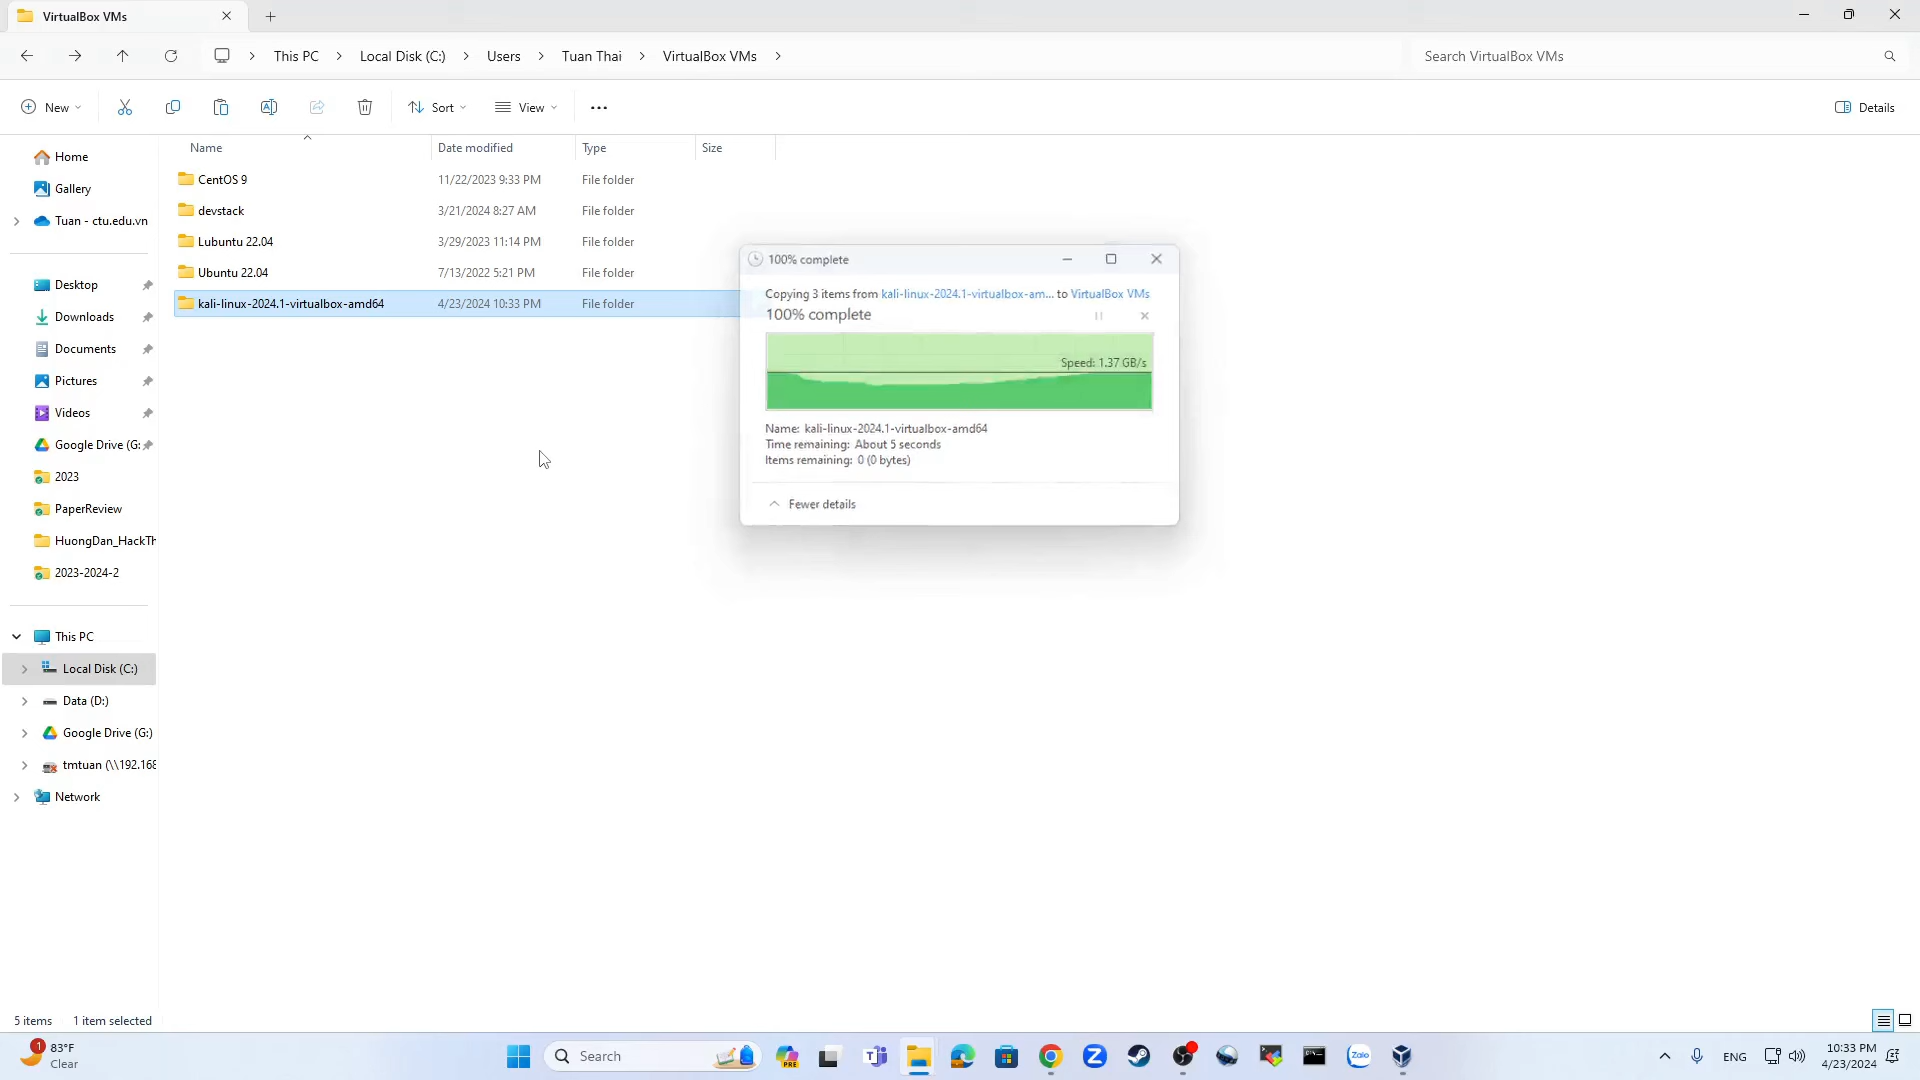 VirtualBox VMs
This PC
Local Disk (C:)
Users
Tuan Thai
VirtualBox VMs
Search VirtualBox VMs
New
Sort
View
Details
Name
Date modified
Type
Size
CentOS 9
11/22/2023 9:33 PM
File folder
devstack
3/21/2024 8:27 AM
File folder
Lubuntu 22.04
3/29/2023 11:14 PM
File folder
Ubuntu 22.04
7/13/2022 5:21 PM
File folder
kali-linux-2024.1-virtualbox-amd64
4/23/2024 10:33 PM
File folder
Home
Gallery
Tuan - ctu.edu.vn
Desktop
Downloads
Documents
Pictures
Videos
Google Drive (G:
2023
PaperReview
HuongDan_HackTh
2023-2024-2
This PC
Local Disk (C:)
Data (D:)
Google Drive (G:)
tmtuan (\\192.168
Network
100% complete
Copying 3 items from kali-linux-2024.1-virtualbox-am... to VirtualBox VMs
100% complete
Speed: 1.37 GB/s
Name: kali-linux-2024.1-virtualbox-amd64
Time remaining: About 5 seconds
Items remaining: 0 (0 bytes)
Fewer details
5 items
1 item selected
1
83°F
Clear
Search
PRE
Zalo
ENG
10:33 PM
4/23/2024